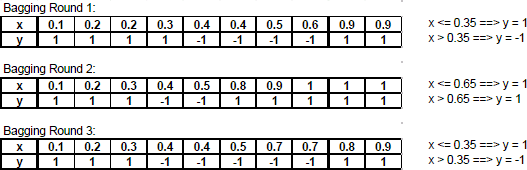 Bagging Round 1:
x 0.1 0.2 0.2 0.3 0.4 0.4 0.5 0.6 0.9 0.9 x <= 0.35 ==> y = 1
y 1 1 1 1 -1 -1 -1 -1 1 1 x > 0.35 ==> y = -1
Bagging Round 2:
x 0.1 0.2 0.3 0.4 0.5 0.8 0.9 1 1 1 x <= 0.65 ==> y = 1
y 1 1 1 -1 -1 1 1 1 1 1 x > 0.65 ==> y = 1
Bagging Round 3:
x 0.1 0.2 0.3 0.4 0.4 0.5 0.7 0.7 0.8 0.9 x <= 0.35 ==> y = 1
y 1 1 1 -1 -1 -1 -1 -1 1 1 x > 0.35 ==> y = -1